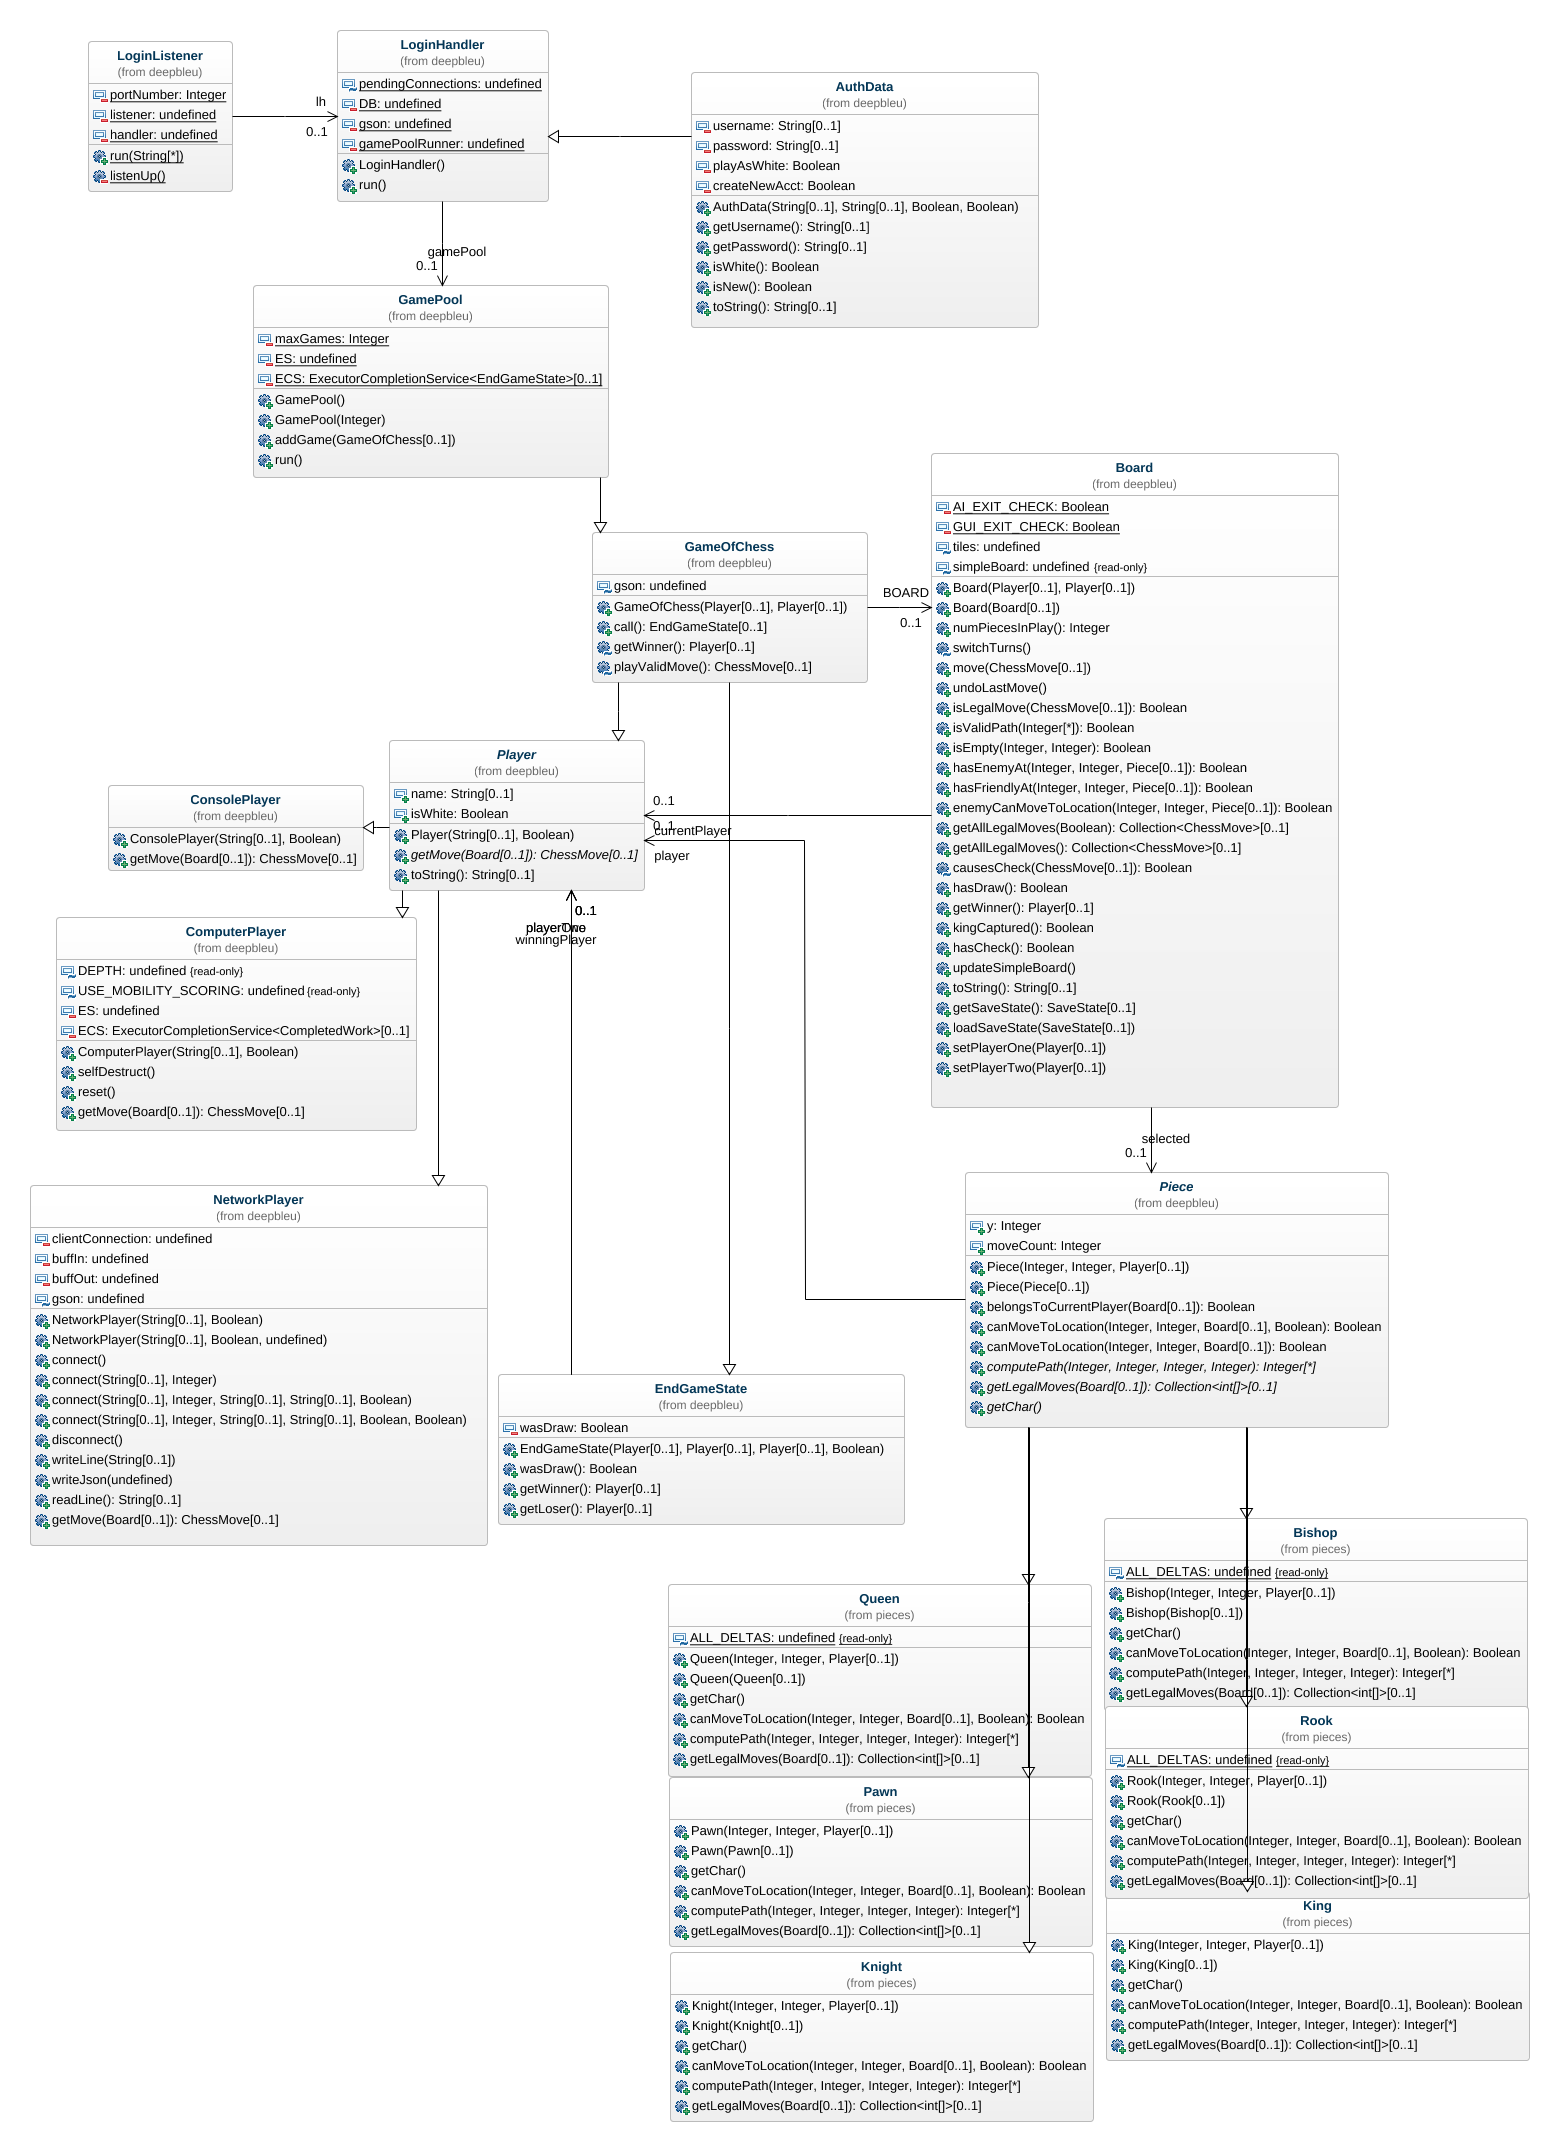 LoginListener
(from deepbleu)
portNumber: Integer
listener: undefined
handler: undefined
run(String[*])
listenUp()
lh
0..1
LoginHandler
(from deepbleu)
pendingConnections: undefined
DB: undefined
gson: undefined
gamePoolRunner: undefined
LoginHandler()
run()
AuthData
(from deepbleu)
username: String[0..1]
password: String[0..1]
playAsWhite: Boolean
createNewAcct: Boolean
AuthData(String[0..1], String[0..1], Boolean, Boolean)
getUsername(): String[0..1]
getPassword(): String[0..1]
isWhite(): Boolean
isNew(): Boolean
toString(): String[0..1]
gamePool
0..1
GamePool
(from deepbleu)
maxGames: Integer
ES: undefined
ECS: ExecutorCompletionService<EndGameState>[0..1]
GamePool()
GamePool(Integer)
addGame(GameOfChess[0..1])
run()
GameOfChess
(from deepbleu)
gson: undefined
GameOfChess(Player[0..1], Player[0..1])
call(): EndGameState[0..1]
getWinner(): Player[0..1]
playValidMove(): ChessMove[0..1]
BOARD
0..1
Board
(from deepbleu)
AI_EXIT_CHECK: Boolean
GUI_EXIT_CHECK: Boolean
tiles: undefined
simpleBoard: undefined {read-only}
Board(Player[0..1], Player[0..1])
Board(Board[0..1])
numPiecesInPlay(): Integer
switchTurns()
move(ChessMove[0..1])
undoLastMove()
isLegalMove(ChessMove[0..1]): Boolean
isValidPath(Integer[*]): Boolean
isEmpty(Integer, Integer): Boolean
hasEnemyAt(Integer, Integer, Piece[0..1]): Boolean
hasFriendlyAt(Integer, Integer, Piece[0..1]): Boolean
enemyCanMoveToLocation(Integer, Integer, Piece[0..1]): Boolean
getAllLegalMoves(Boolean): Collection<ChessMove>[0..1]
getAllLegalMoves(): Collection<ChessMove>[0..1]
causesCheck(ChessMove[0..1]): Boolean
hasDraw(): Boolean
getWinner(): Player[0..1]
kingCaptured(): Boolean
hasCheck(): Boolean
updateSimpleBoard()
toString(): String[0..1]
getSaveState(): SaveState[0..1]
loadSaveState(SaveState[0..1])
setPlayerOne(Player[0..1])
setPlayerTwo(Player[0..1])
Player
(from deepbleu)
name: String[0..1]
isWhite: Boolean
Player(String[0..1], Boolean)
getMove(Board[0..1]): ChessMove[0..1]
toString(): String[0..1]
0..1
0..1
currentPlayer
player
ConsolePlayer
(from deepbleu)
ConsolePlayer(String[0..1], Boolean)
getMove(Board[0..1]): ChessMove[0..1]
0..1
winningPlayer
ComputerPlayer
(from deepbleu)
DEPTH: undefined {read-only}
USE_MOBILITY_SCORING: undefined {read-only}
ES: undefined
ECS: ExecutorCompletionService<CompletedWork>[0..1]
ComputerPlayer(String[0..1], Boolean)
selfDestruct()
reset()
getMove(Board[0..1]): ChessMove[0..1]
selected
0..1
NetworkPlayer
(from deepbleu)
clientConnection: undefined
buffIn: undefined
buffOut: undefined
gson: undefined
NetworkPlayer(String[0..1], Boolean)
NetworkPlayer(String[0..1], Boolean, undefined)
connect()
connect(String[0..1], Integer)
connect(String[0..1], Integer, String[0..1], String[0..1], Boolean)
connect(String[0..1], Integer, String[0..1], String[0..1], Boolean, Boolean)
disconnect()
writeLine(String[0..1])
writeJson(undefined)
readLine(): String[0..1]
getMove(Board[0..1]): ChessMove[0..1]
Piece
(from deepbleu)
y: Integer
moveCount: Integer
Piece(Integer, Integer, Player[0..1])
Piece(Piece[0..1])
belongsToCurrentPlayer(Board[0..1]): Boolean
canMoveToLocation(Integer, Integer, Board[0..1], Boolean): Boolean
canMoveToLocation(Integer, Integer, Board[0..1]): Boolean
computePath(Integer, Integer, Integer, Integer): Integer[*]
getLegalMoves(Board[0..1]): Collection<int[]>[0..1]
getChar()
EndGameState
(from deepbleu)
wasDraw: Boolean
EndGameState(Player[0..1], Player[0..1], Player[0..1], Boolean)
wasDraw(): Boolean
getWinner(): Player[0..1]
getLoser(): Player[0..1]
Bishop
(from pieces)
ALL_DELTAS: undefined {read-only}
Bishop(Integer, Integer, Player[0..1])
Bishop(Bishop[0..1])
getChar()
canMoveToLocation(Integer, Integer, Board[0..1], Boolean): Boolean
computePath(Integer, Integer, Integer, Integer): Integer[*]
getLegalMoves(Board[0..1]): Collection<int[]>[0..1]
Queen
(from pieces)
ALL_DELTAS: undefined {read-only}
Queen(Integer, Integer, Player[0..1])
Queen(Queen[0..1])
getChar()
canMoveToLocation(Integer, Integer, Board[0..1], Boolean): Boolean
computePath(Integer, Integer, Integer, Integer): Integer[*]
getLegalMoves(Board[0..1]): Collection<int[]>[0..1]
Rook
(from pieces)
ALL_DELTAS: undefined {read-only}
Rook(Integer, Integer, Player[0..1])
Rook(Rook[0..1])
getChar()
canMoveToLocation(Integer, Integer, Board[0..1], Boolean): Boolean
computePath(Integer, Integer, Integer, Integer): Integer[*]
getLegalMoves(Board[0..1]): Collection<int[]>[0..1]
Pawn
(from pieces)
Pawn(Integer, Integer, Player[0..1])
Pawn(Pawn[0..1])
getChar()
canMoveToLocation(Integer, Integer, Board[0..1], Boolean): Boolean
computePath(Integer, Integer, Integer, Integer): Integer[*]
getLegalMoves(Board[0..1]): Collection<int[]>[0..1]
King
(from pieces)
King(Integer, Integer, Player[0..1])
King(King[0..1])
getChar()
canMoveToLocation(Integer, Integer, Board[0..1], Boolean): Boolean
computePath(Integer, Integer, Integer, Integer): Integer[*]
getLegalMoves(Board[0..1]): Collection<int[]>[0..1]
Knight
(from pieces)
Knight(Integer, Integer, Player[0..1])
Knight(Knight[0..1])
getChar()
canMoveToLocation(Integer, Integer, Board[0..1], Boolean): Boolean
computePath(Integer, Integer, Integer, Integer): Integer[*]
getLegalMoves(Board[0..1]): Collection<int[]>[0..1]